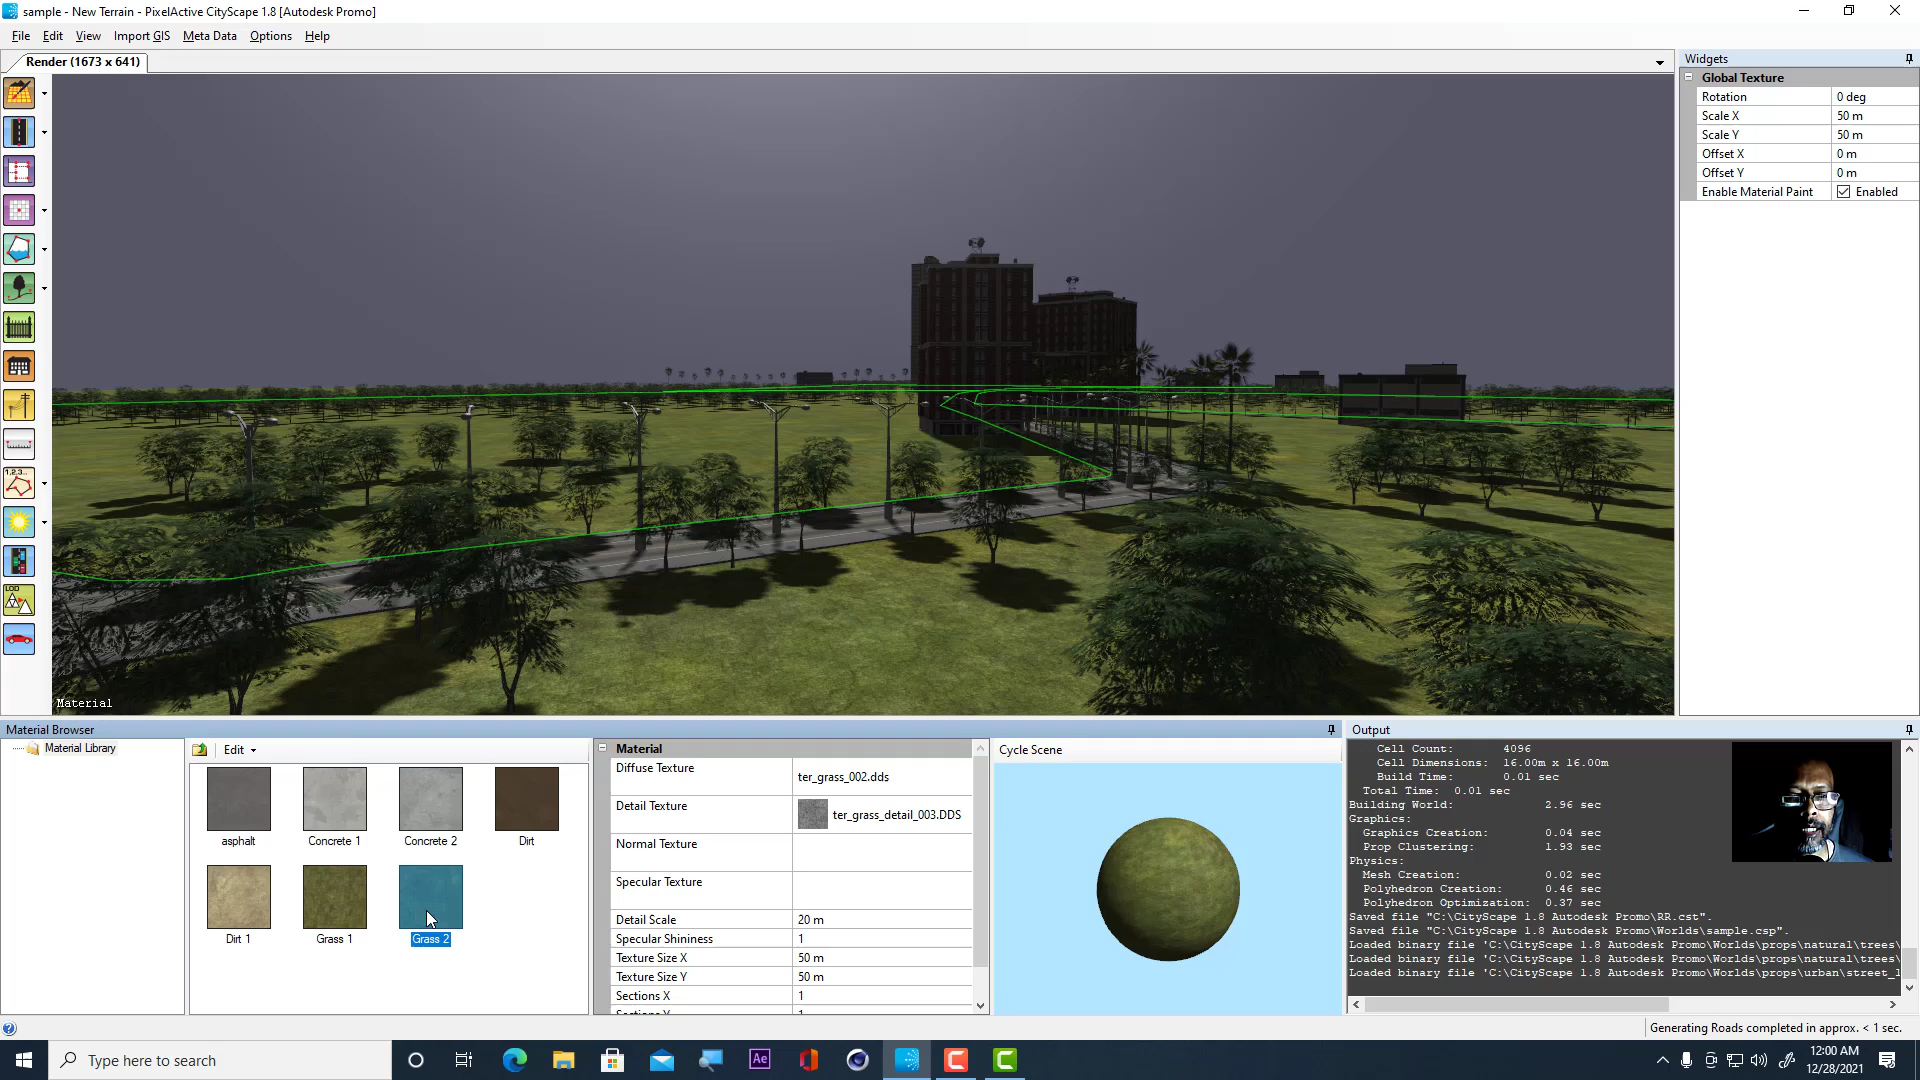 sample - New Terrain - PixelActive CityScape 1.8 [Autodesk Promo]
File Edit View Import GIS Meta Data Options Help
Render (1673 x 641)
Widgets
Global Texture
Rotation 0 deg
Scale X 50 m
Scale Y 50 m
Offset X 0 m
Offset Y 0 m
Enable Material Paint Enabled
1,2,3...
LOD
Material
Material Browser
Material Library
Edit
asphalt Concrete 1 Concrete 2 Dirt
Dirt 1 Grass 1 Grass 2
Material
Diffuse Texture ter_grass_002.dds
Detail Texture ter_grass_detail_003.DDS
Normal Texture
Specular Texture
Detail Scale 20 m
Specular Shininess 1
Texture Size X 50 m
Texture Size Y 50 m
Sections X 1
Cycle Scene
Output
Cell Count: 4096
Cell Dimensions: 16.00m x 16.00m
Build Time: 0.01 sec
Total Time: 0.01 sec
Building World: 2.96 sec
Graphics:
Graphics Creation: 0.04 sec
Prop Clustering: 1.93 sec
Physics:
Mesh Creation: 0.02 sec
Polyhedron Creation: 0.46 sec
Polyhedron Optimization: 0.37 sec
Saved file "C:\CityScape 1.8 Autodesk Promo\RR.cst".
Saved file "C:\CityScape 1.8 Autodesk Promo\Worlds\sample.csp".
Loaded binary file 'C:\CityScape 1.8 Autodesk Promo\Worlds\props\natural\trees\
Loaded binary file 'C:\CityScape 1.8 Autodesk Promo\Worlds\props\natural\trees\
Loaded binary file 'C:\CityScape 1.8 Autodesk Promo\Worlds\props\urban\street_l
Generating Roads completed in approx. < 1 sec.
Type here to search
Ae
12:00 AM
12/28/2021